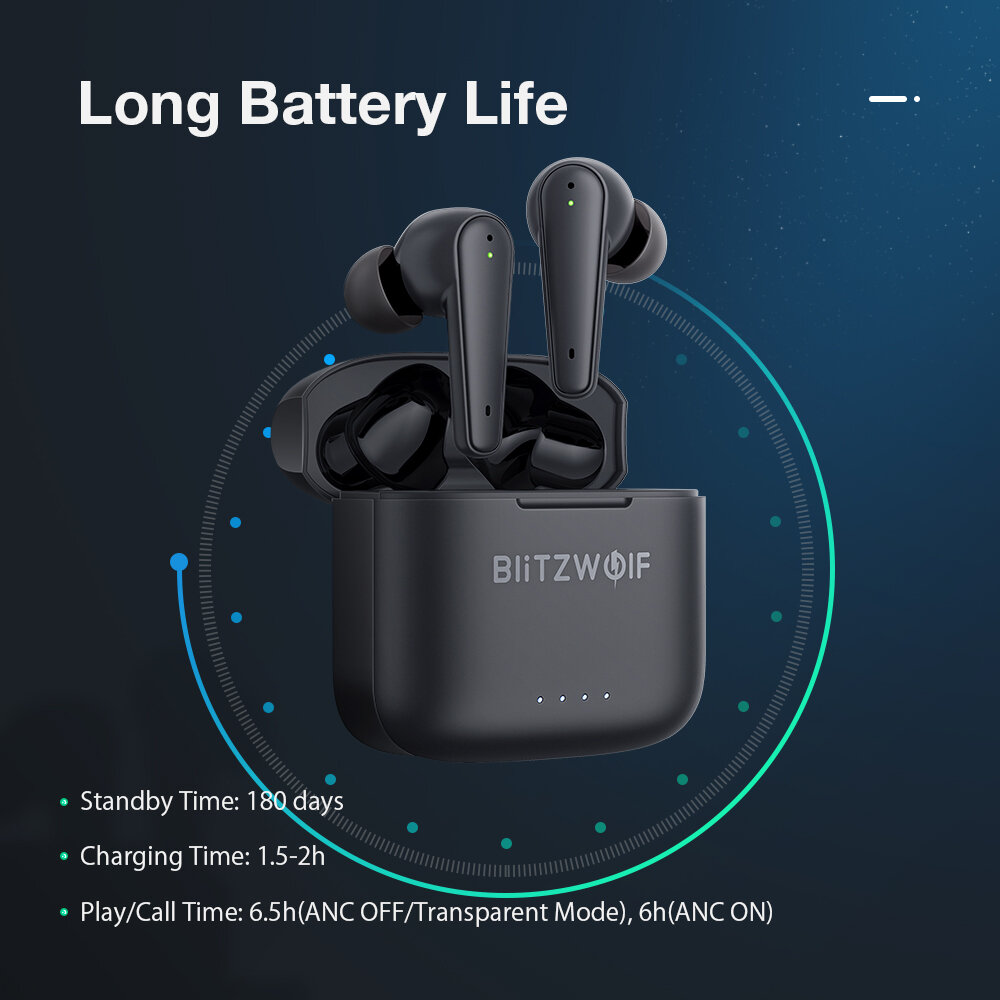 Long Battery Life
BliTZWOlF
Standby Time: 180 days
Charging Time: 1.5-2h
Play/Call Time: 6.5h(ANC OFF/Transparent Mode), 6h(ANC ON)